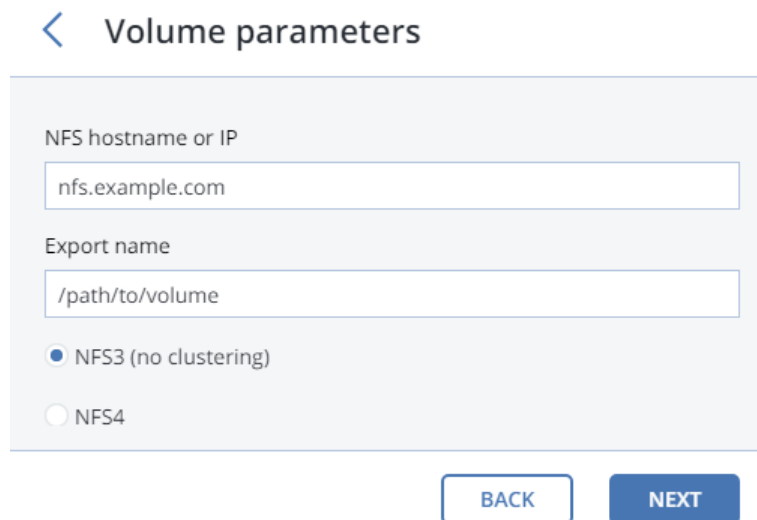 Volume parameters
NFS hostname or IP
nfs.example.com
Export name
/path/to/volume
NFS3 (no clustering)
NFS4
BACK NEXT